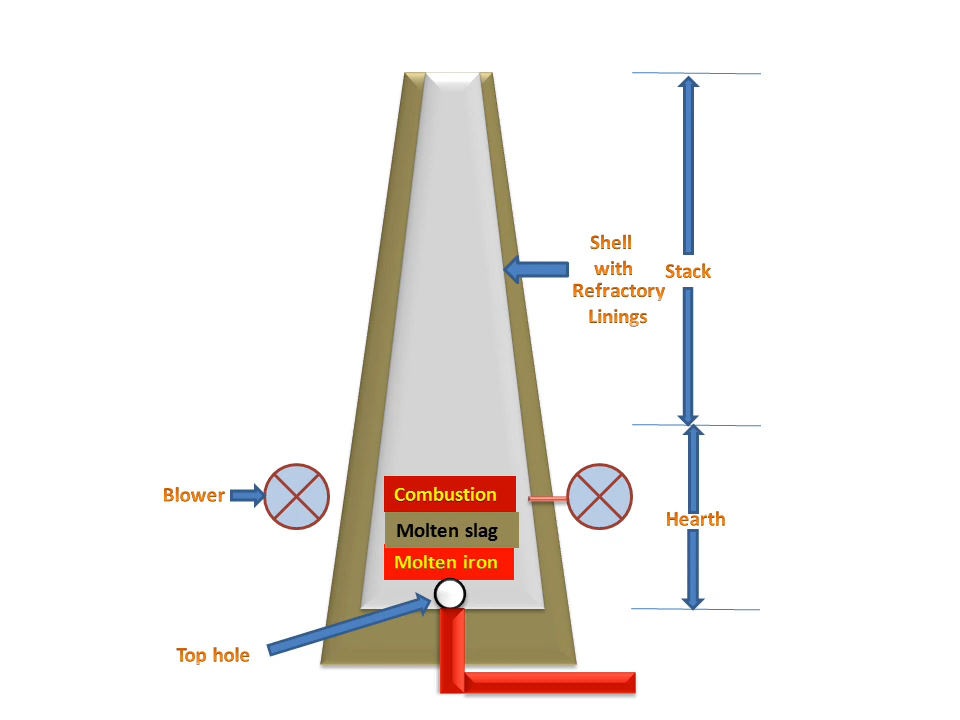 Shell
with
Refractory
Linings
Stack
Blower
Combustion
Molten slag
Molten iron
Hearth
Top hole